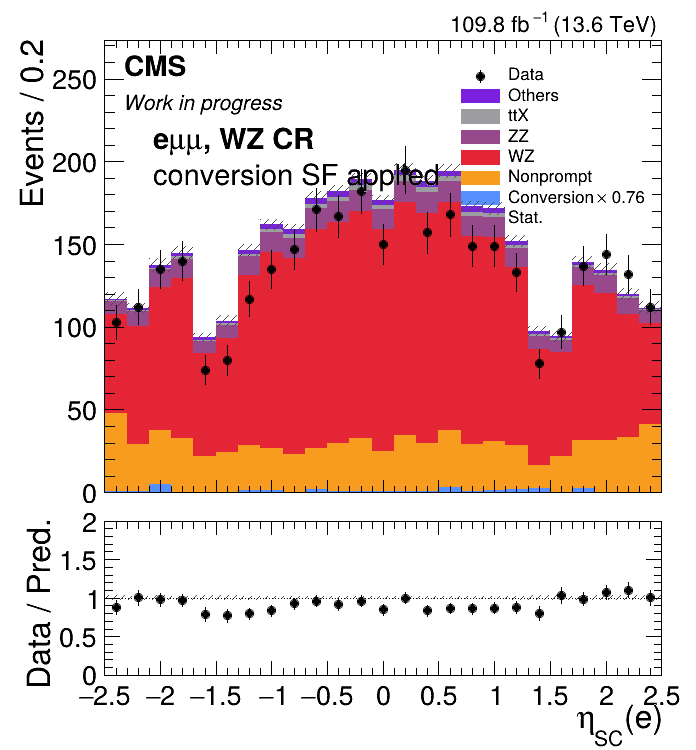 109.8 fb⁻¹ (13.6 TeV)
Events / 0.2
250
200
150
100
50
0
CMS
Work in progress
eμμ, WZ CR
conversion SF applied
Data
Others
ttX
ZZ
WZ
Nonprompt
Conversion × 0.76
Stat.
Data / Pred.
2
1.5
1
0.5
0
−2.5 −2 −1.5 −1 −0.5 0 0.5 1 1.5 2 2.5
η_SC(e)